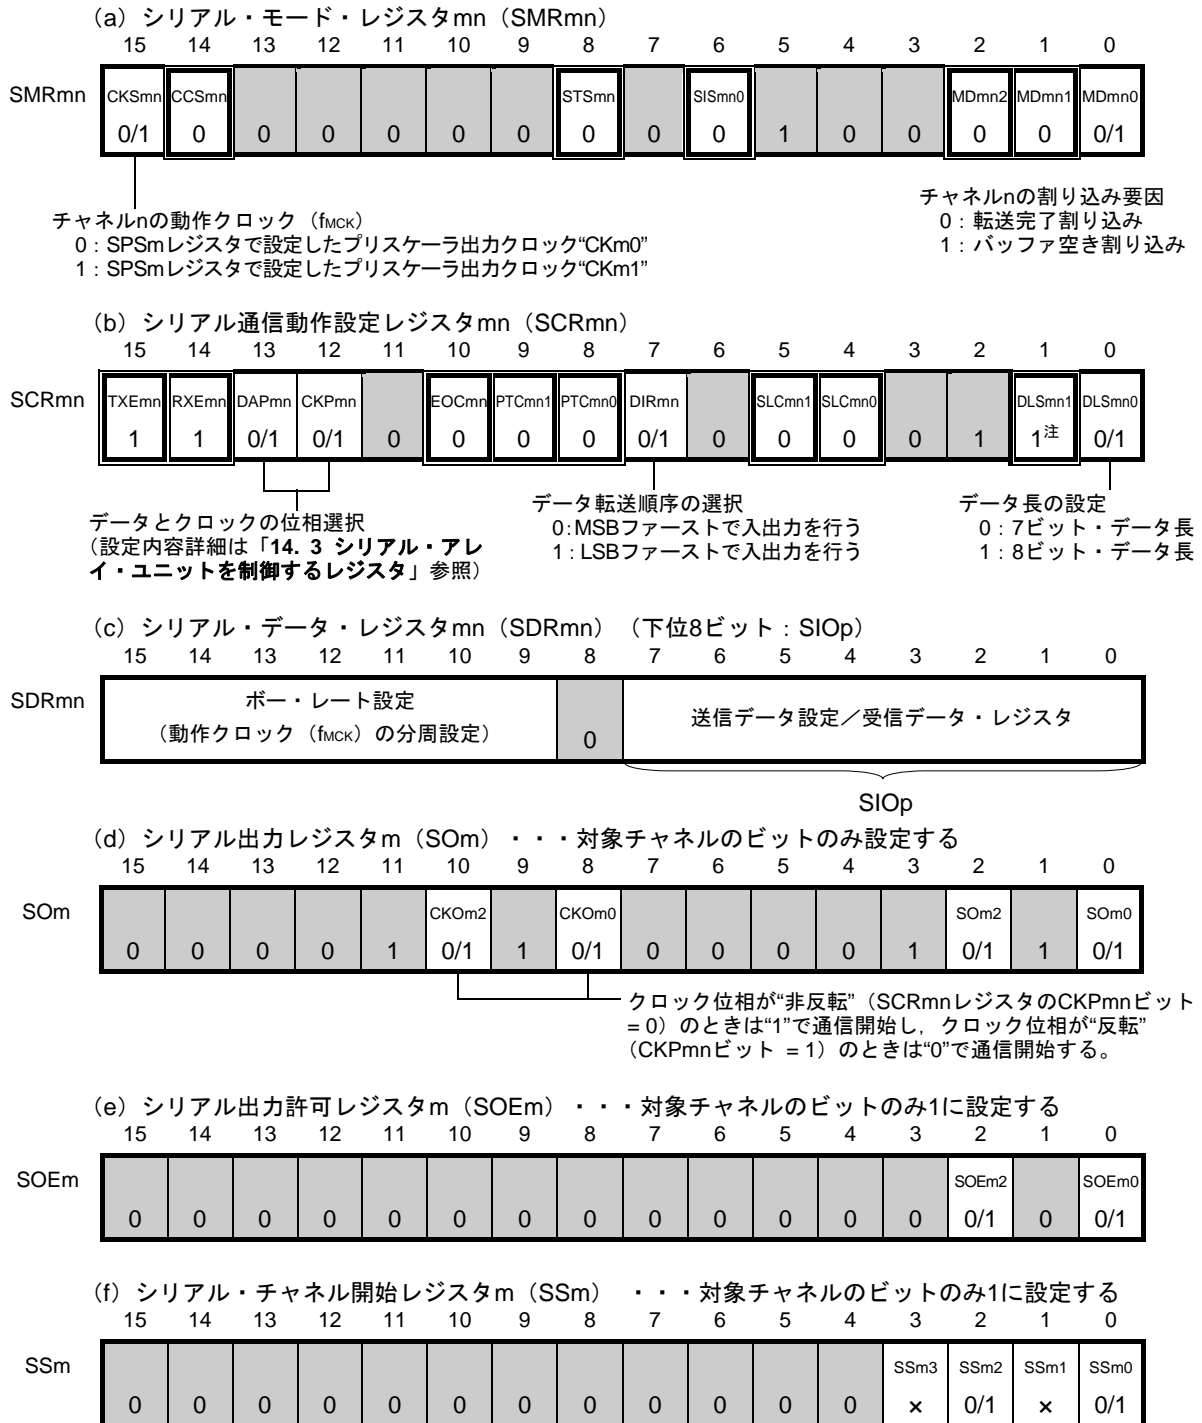 (a) シリアル・モード・レジスタmn（SMRmn）
15 14 13 12 11 10 9 8 7 6 5 4 3 2 1 0
SMRmn CKSmn CCSmn STSmn SISmn0 MDmn2 MDmn1 MDmn0
0/1 0 0 0 0 0 0 0 0 0 1 0 0 0 0 0/1
チャネルnの動作クロック（fMCK）
0：SPSmレジスタで設定したプリスケーラ出力クロック“CKm0”
1：SPSmレジスタで設定したプリスケーラ出力クロック“CKm1”
チャネルnの割り込み要因
0：転送完了割り込み
1：バッファ空き割り込み
(b) シリアル通信動作設定レジスタmn（SCRmn）
15 14 13 12 11 10 9 8 7 6 5 4 3 2 1 0
SCRmn TXEmn RXEmn DAPmn CKPmn EOCmn PTCmn1 PTCmn0 DIRmn SLCmn1 SLCmn0 DLSmn1 DLSmn0
1 1 0/1 0/1 0 0 0 0 0/1 0 0 0 0 1 1注 0/1
データとクロックの位相選択
（設定内容詳細は「14. 3 シリアル・アレ
イ・ユニットを制御するレジスタ」参照）
データ転送順序の選択
0：MSBファーストで入出力を行う
1：LSBファーストで入出力を行う
データ長の設定
0：7ビット・データ長
1：8ビット・データ長
(c) シリアル・データ・レジスタmn（SDRmn）（下位8ビット：SIOp）
15 14 13 12 11 10 9 8 7 6 5 4 3 2 1 0
SDRmn
ボー・レート設定
（動作クロック（fMCK）の分周設定）
0
送信データ設定／受信データ・レジスタ
SIOp
(d) シリアル出力レジスタm（SOm）・・・対象チャネルのビットのみ設定する
15 14 13 12 11 10 9 8 7 6 5 4 3 2 1 0
SOm CKOm2 CKOm0 SOm2 SOm0
0 0 0 0 1 0/1 1 0/1 0 0 0 0 1 0/1 1 0/1
クロック位相が“非反転”（SCRmnレジスタのCKPmnビット
= 0）のときは“1”で通信開始し，クロック位相が“反転”
（CKPmnビット = 1）のときは“0”で通信開始する。
(e) シリアル出力許可レジスタm（SOEm）・・・対象チャネルのビットのみ1に設定する
15 14 13 12 11 10 9 8 7 6 5 4 3 2 1 0
SOEm SOEm2 SOEm0
0 0 0 0 0 0 0 0 0 0 0 0 0 0/1 0 0/1
(f) シリアル・チャネル開始レジスタm（SSm） ・・・対象チャネルのビットのみ1に設定する
15 14 13 12 11 10 9 8 7 6 5 4 3 2 1 0
SSm SSm3 SSm2 SSm1 SSm0
0 0 0 0 0 0 0 0 0 0 0 0 × 0/1 × 0/1